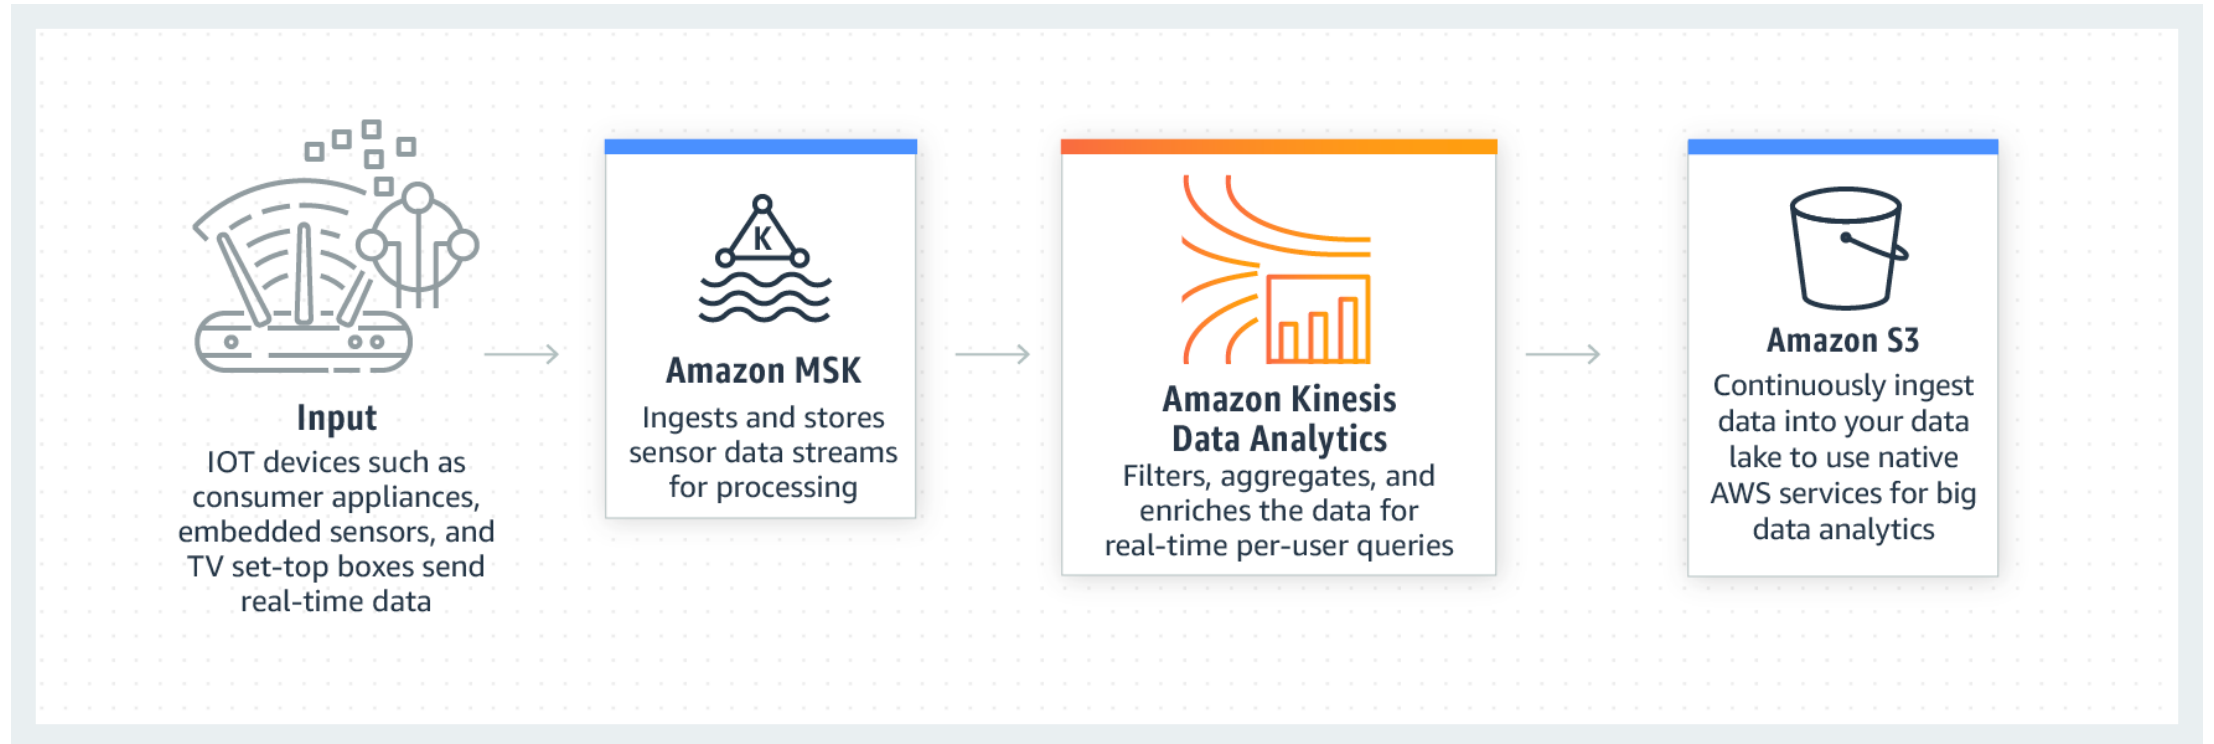 Input
IOT devices such as
consumer appliances,
embedded sensors, and
TV set-top boxes send
real-time data
K
Amazon MSK
Ingests and stores
sensor data streams
for processing
Amazon Kinesis
Data Analytics
Filters, aggregates, and
enriches the data for
real-time per-user queries
Amazon S3
Continuously ingest
data into your data
lake to use native
AWS services for big
data analytics